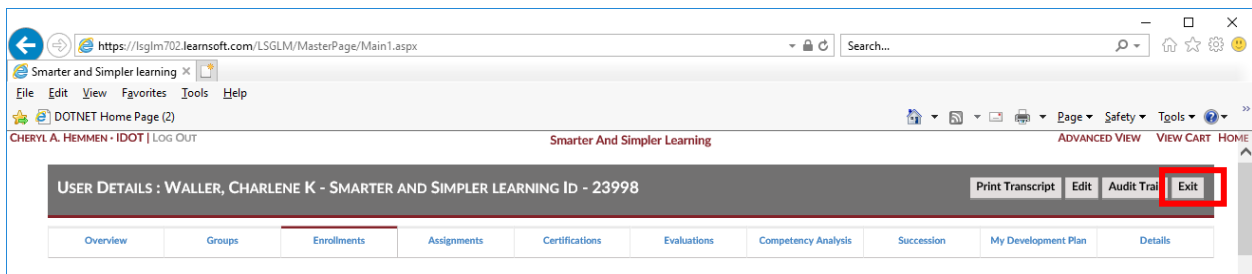 https://lsglm702.learnsoft.com/LSGLM/MasterPage/Main1.aspx Search...
Smarter and Simpler learning
File Edit View Favorites Tools Help
DOTNET Home Page (2) Page Safety Tools
CHERYL A. HEMMEN - IDOT | LOG OUT Smarter And Simpler Learning ADVANCED VIEW VIEW CART HOME
USER DETAILS : WALLER, CHARLENE K - SMARTER AND SIMPLER LEARNING ID - 23998 Print Transcript Edit Audit Trai Exit
Overview Groups Enrollments Assignments Certifications Evaluations Competency Analysis Succession My Development Plan Details